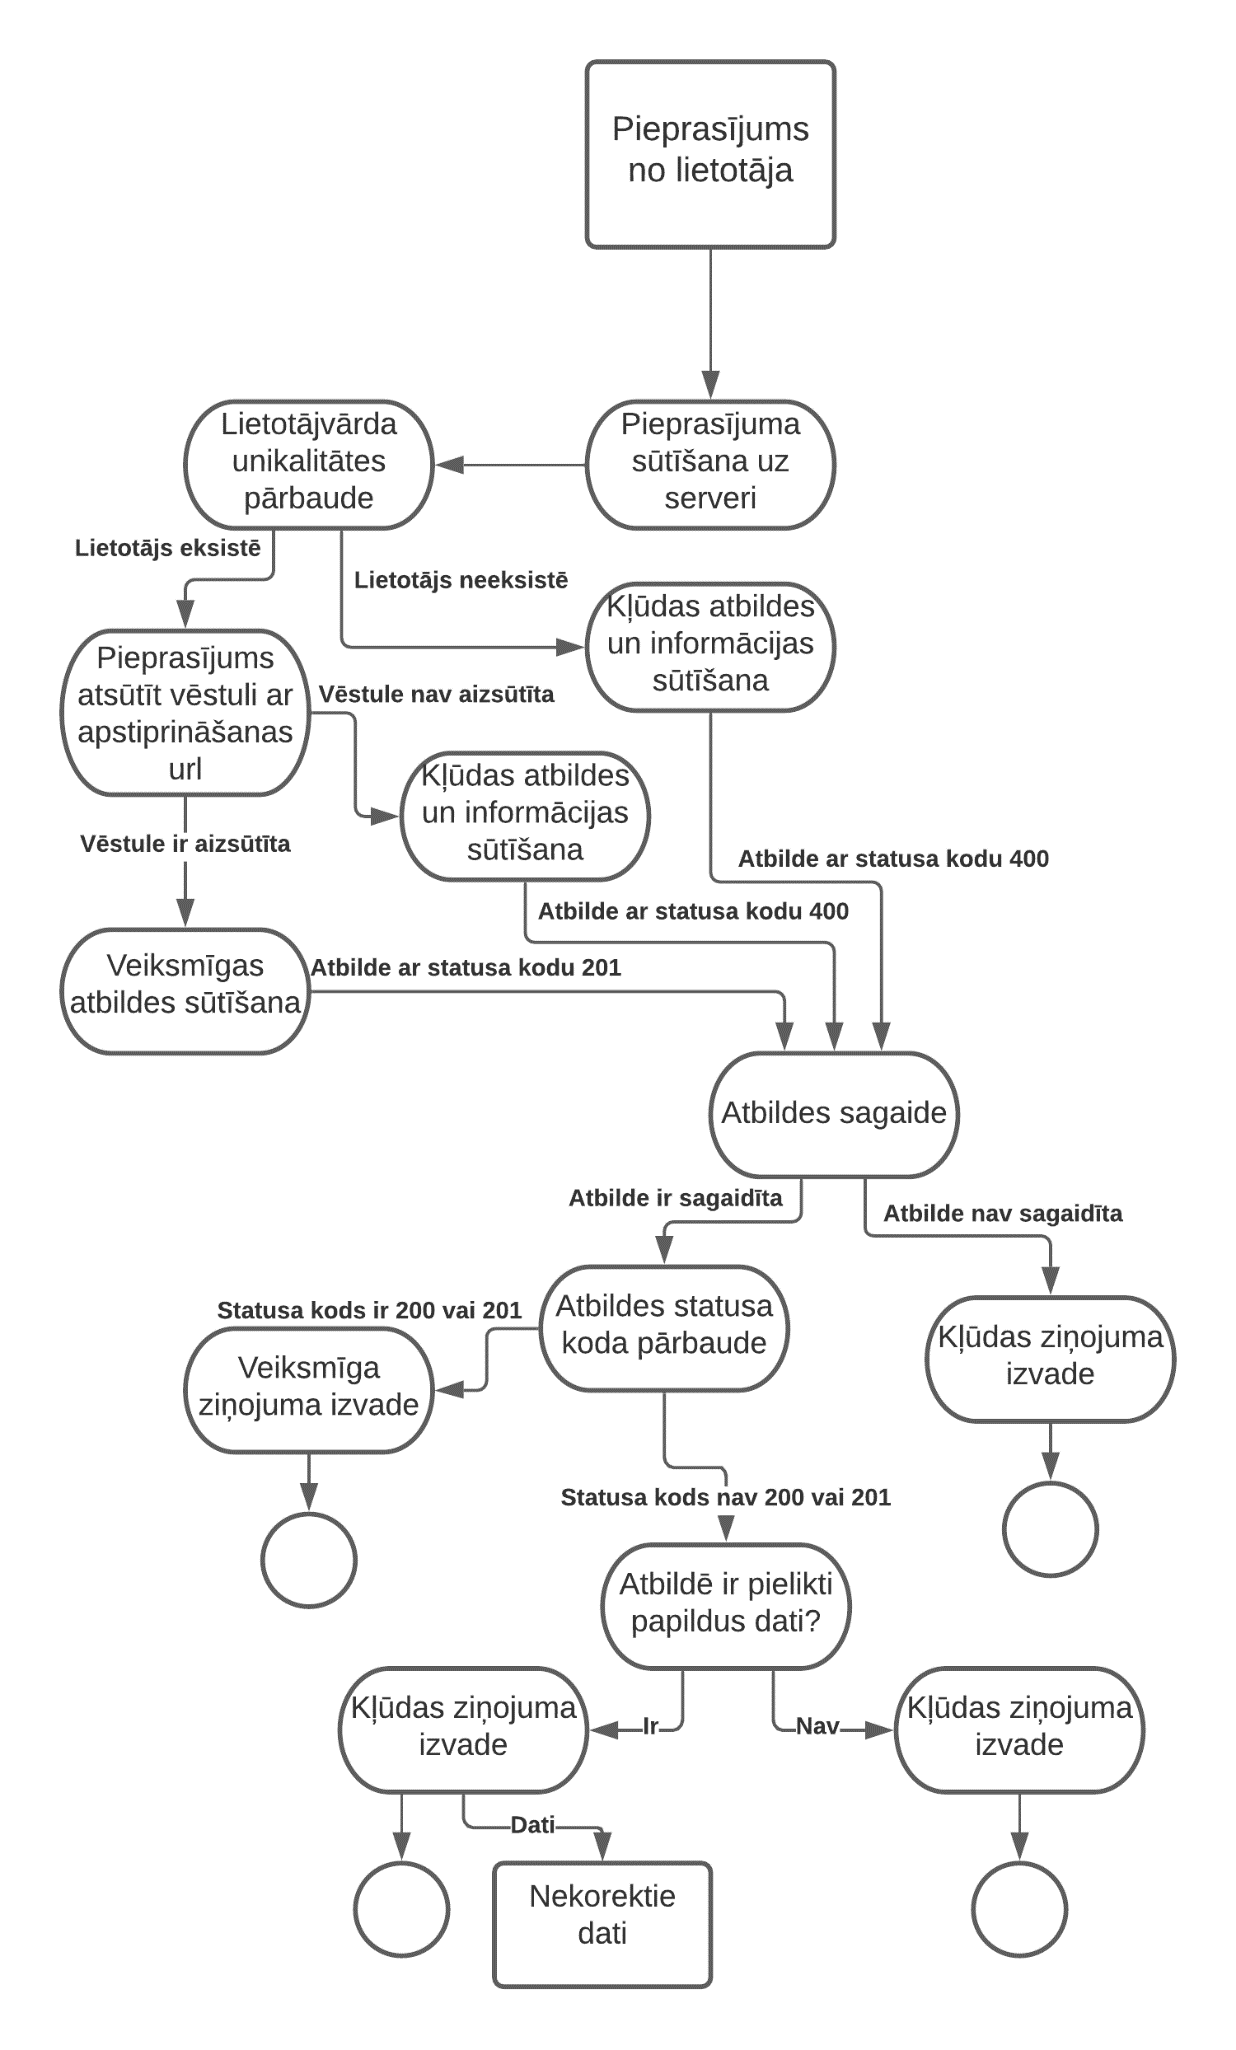 Pieprasījums
no lietotāja
Lietotājvārda
unikalitātes
pārbaude
Pieprasījuma
sūtīšana uz
serveri
Lietotājs eksistē
Lietotājs neeksistē
Kļūdas atbildes
un informācijas
sūtīšana
Pieprasījums
atsūtīt vēstuli ar
apstiprināšanas
url
Vēstule nav aizsūtīta
Kļūdas atbildes
un informācijas
sūtīšana
Vēstule ir aizsūtīta
Atbilde ar statusa kodu 400
Atbilde ar statusa kodu 400
Veiksmīgas
atbildes sūtīšana
Atbilde ar statusa kodu 201
Atbildes sagaide
Atbilde ir sagaidīta
Atbilde nav sagaidīta
Atbildes statusa
koda pārbaude
Statusa kods ir 200 vai 201
Veiksmīga
ziņojuma izvade
Kļūdas ziņojuma
izvade
Statusa kods nav 200 vai 201
Atbildē ir pielikti
papildus dati?
Kļūdas ziņojuma
izvade
Ir
Nav
Kļūdas ziņojuma
izvade
Dati
Nekorektie
dati